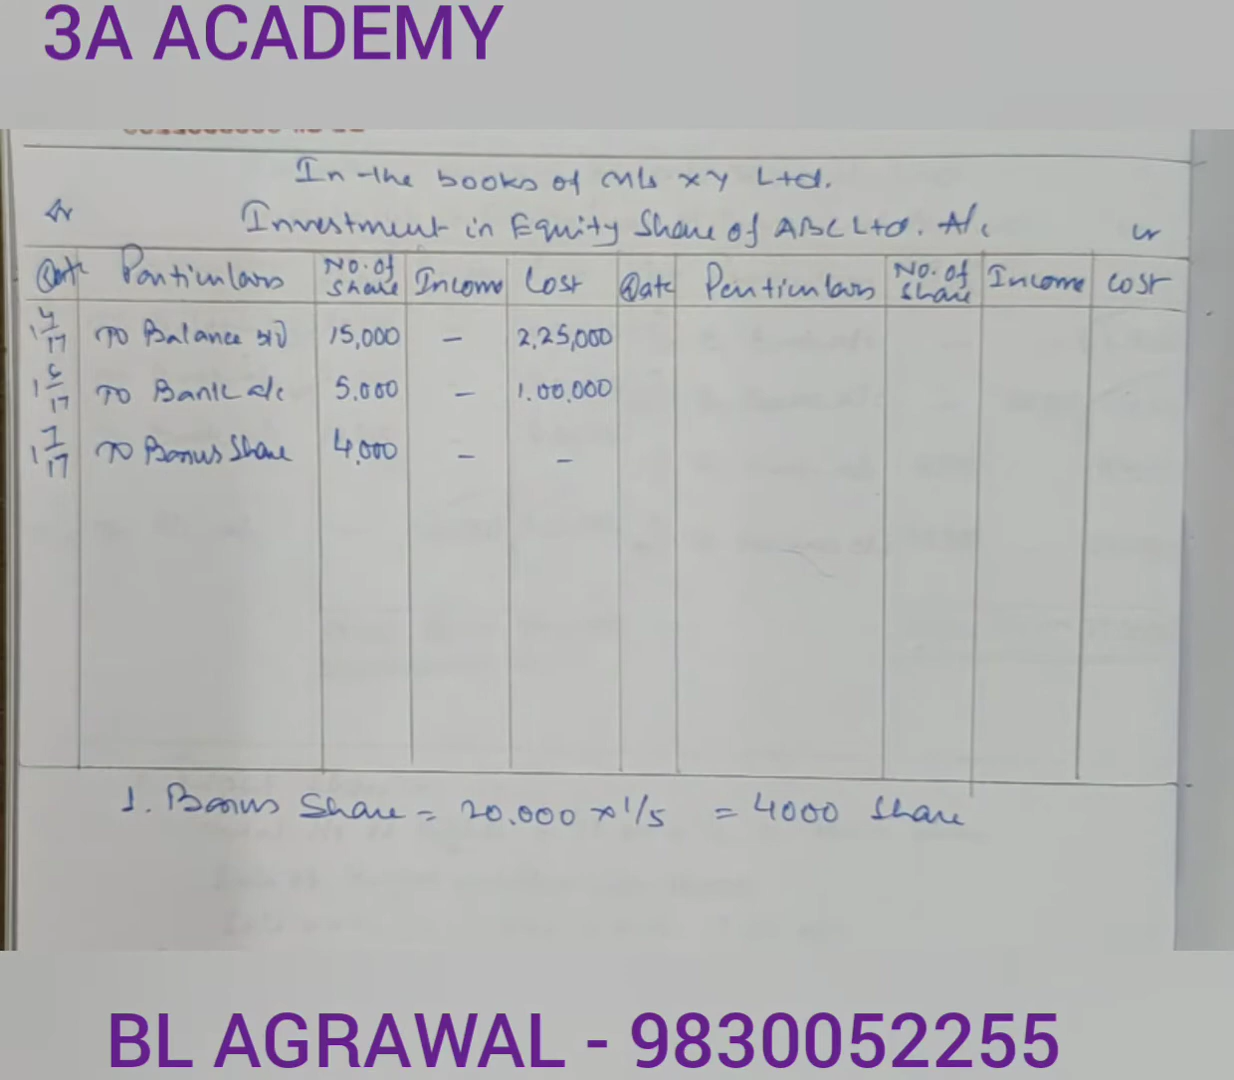 3A ACADEMY
In the books of M/s XY Ltd.
Dr
Investment in Equity Share of ABC Ltd. A/c
Cr
Date Particulars No. of Share Income Cost Date Particulars No. of Share Income Cost
1/4/17 To Balance b/d 15,000 - 2,25,000
1/6/17 To Bank a/c 5,000 - 1,00,000
1/7/17 To Bonus Share 4,000 - -
1. Bonus Share = 20,000 x 1/5 = 4000 Share
BL AGRAWAL - 9830052255